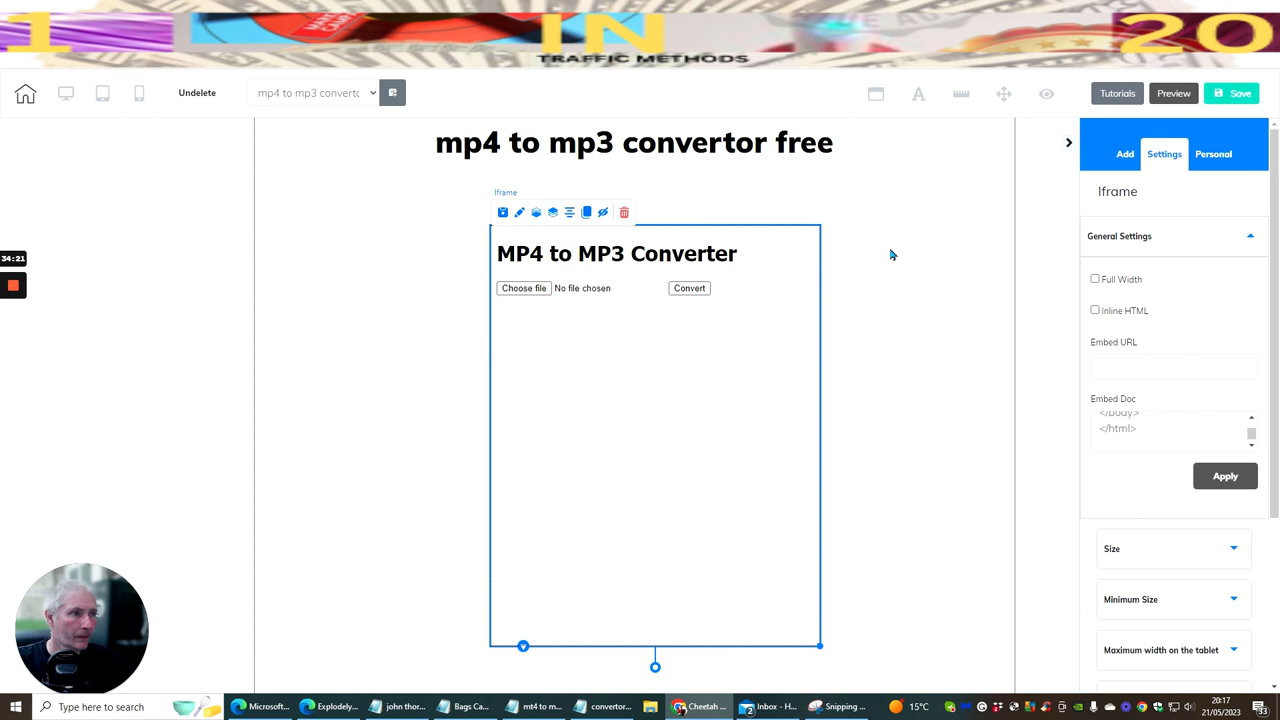 1 IN 20
TRAFFIC METHODS
Undelete
mp4 to mp3 convertc
Tutorials
Preview
Save
mp4 to mp3 convertor free
Add
Settings
Personal
Iframe
Iframe
General Settings
MP4 to MP3 Converter
34:21
Full Width
Choose file
No file chosen
Convert
Inline HTML
Embed URL
Embed Doc
</body>
</html>
Apply
Size
Minimum Size
Maximum width on the tablet
Type here to search
Microsoft...
Explodely...
john thor...
Bags Ca...
mt4 to m...
convertor...
Cheetah ...
Inbox - H...
Snipping ...
15°C
20:17
21/05/2023